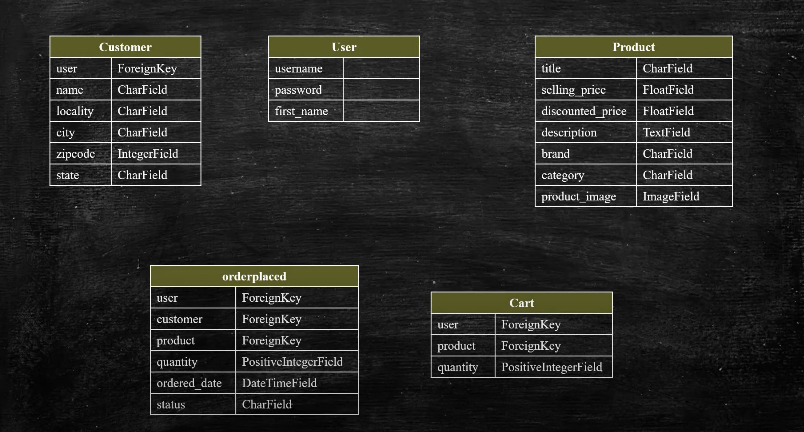 Customer
user ForeignKey
name CharField
locality CharField
city CharField
zipcode IntegerField
state CharField
User
username
password
first_name
Product
title CharField
selling_price FloatField
discounted_price FloatField
description TextField
brand CharField
category CharField
product_image ImageField
orderplaced
user ForeignKey
customer ForeignKey
product ForeignKey
quantity PositiveIntegerField
ordered_date DateTimeField
status CharField
Cart
user ForeignKey
product ForeignKey
quantity PositiveIntegerField